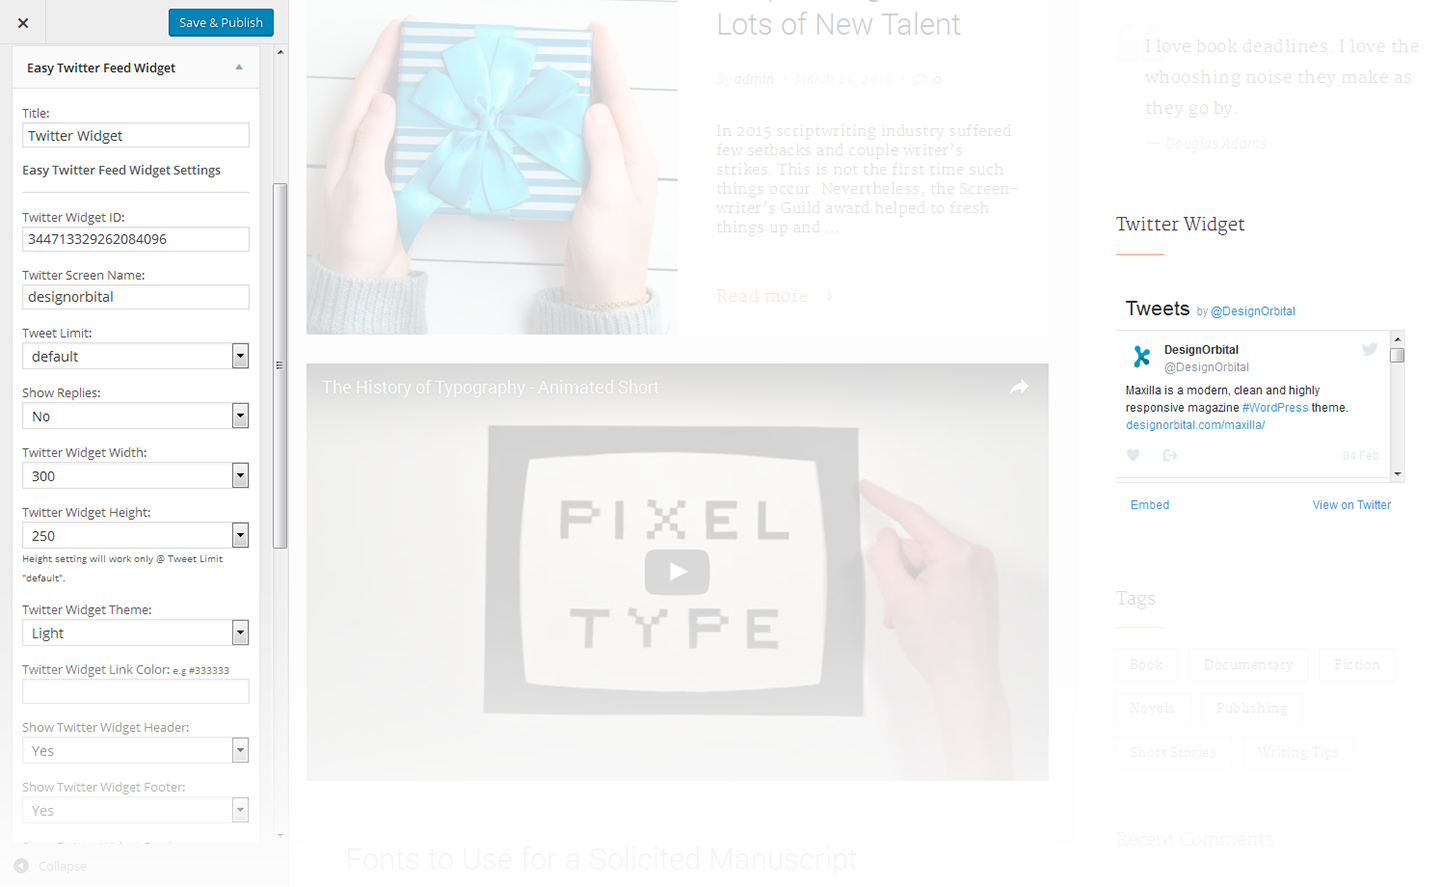 Save & Publish
Easy Twitter Feed Widget
Title:
Twitter Widget
Easy Twitter Feed Widget Settings
Twitter Widget ID:
344713329262084096
Twitter Screen Name:
designorbital
Tweet Limit:
default
Show Replies:
No
Twitter Widget Width:
300
Twitter Widget Height:
250
Height setting will work only @ Tweet Limit
"default".
Twitter Widget Theme:
Light
Twitter Widget Link Color: e.g #333333
Show Twitter Widget Header:
Yes
Show Twitter Widget Footer:
Yes
Collapse
Lots of New Talent
By admin · March 25, 2016 · 0
In 2015 scriptwriting industry suffered
few setbacks and couple writer's
strikes. This is not the first time such
things occur. Nevertheless, the Screen-
writer's Guild award helped to fresh
things up and ...
Read more
The History of Typography - Animated Short
PIXEL
TYPE
Fonts to Use for a Solicited Manuscript
I love book deadlines. I love the
whooshing noise they make as
they go by.
— Douglas Adams
Twitter Widget
Tweets by @DesignOrbital
DesignOrbital
@DesignOrbital
Maxilla is a modern, clean and highly
responsive magazine #WordPress theme.
designorbital.com/maxilla/
04 Feb
Embed View on Twitter
Tags
Book Documentary Fiction
Novels Publishing
Short Stories Writing Tips
Recent Comments